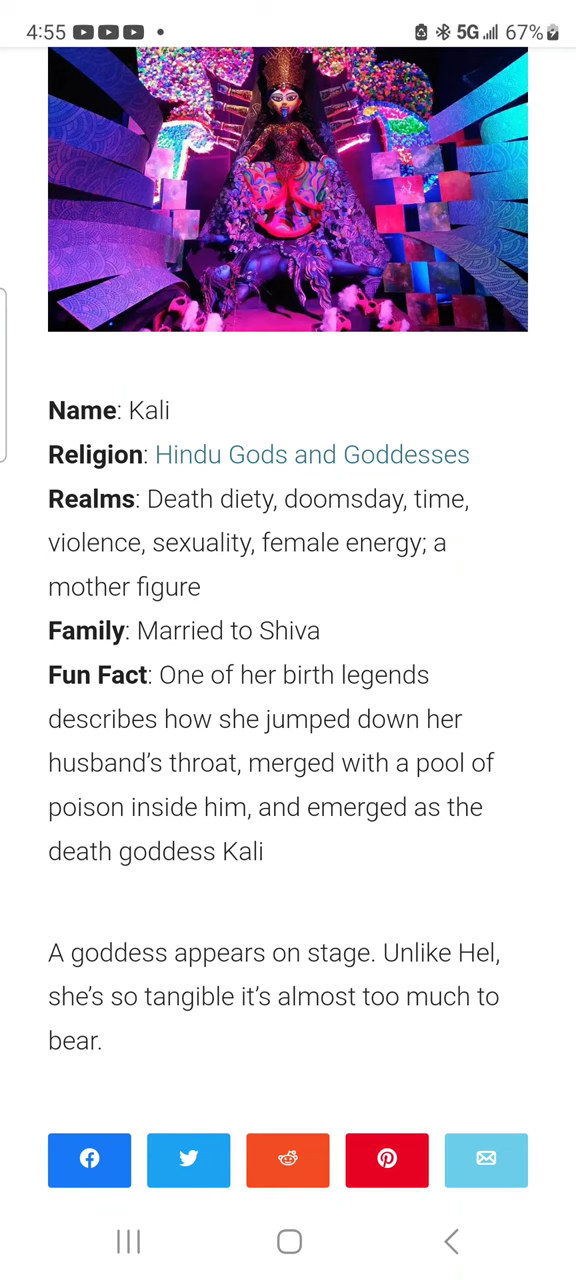 4:55
5G 67%
Name: Kali
Religion: Hindu Gods and Goddesses
Realms: Death diety, doomsday, time,
violence, sexuality, female energy; a
mother figure
Family: Married to Shiva
Fun Fact: One of her birth legends
describes how she jumped down her
husband’s throat, merged with a pool of
poison inside him, and emerged as the
death goddess Kali
A goddess appears on stage. Unlike Hel,
she’s so tangible it’s almost too much to
bear.